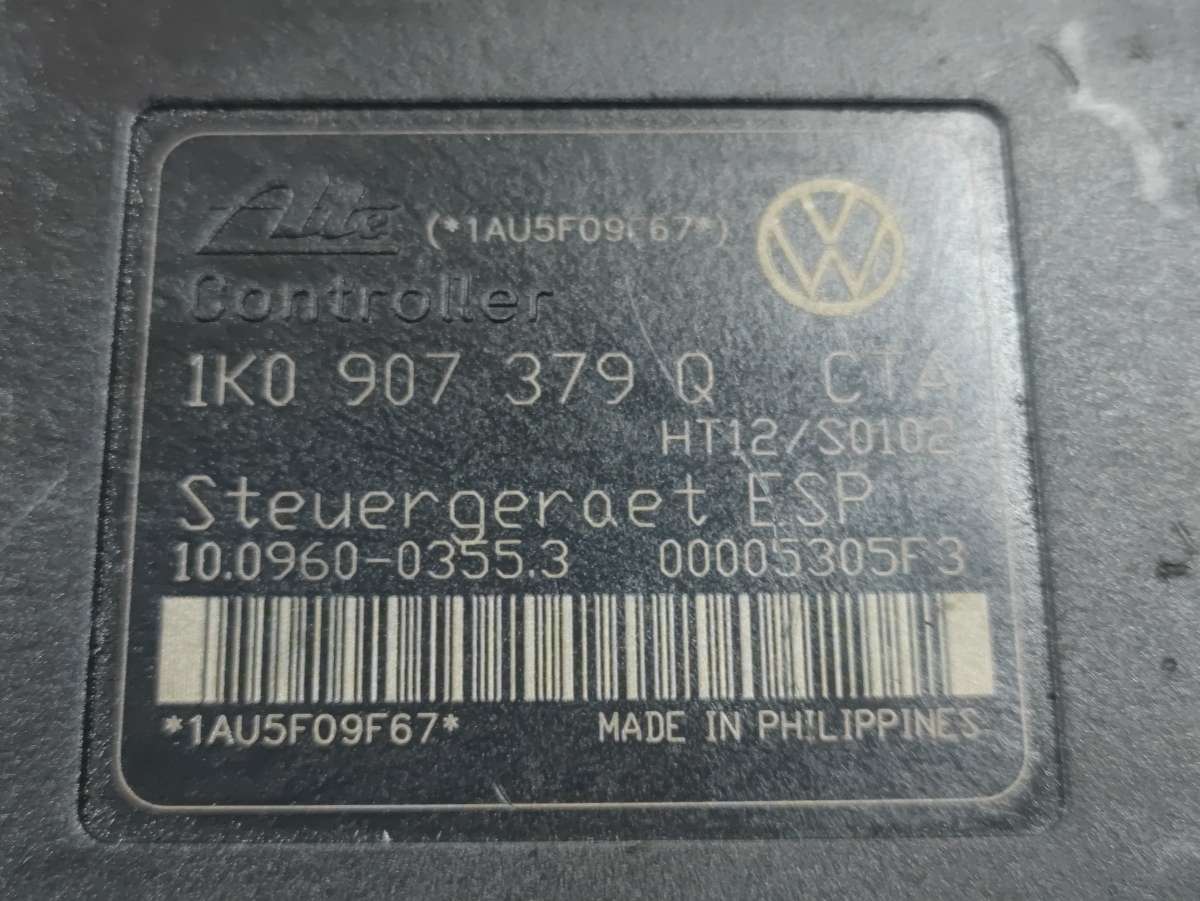 Ate (*1AU5F09F67*)
Controller
1K0 907 379 Q CTA
HT12/S0102
Steuergeraet ESP
10.0960-0355.3 00005305F3
*1AU5F09F67* MADE IN PHILIPPINES